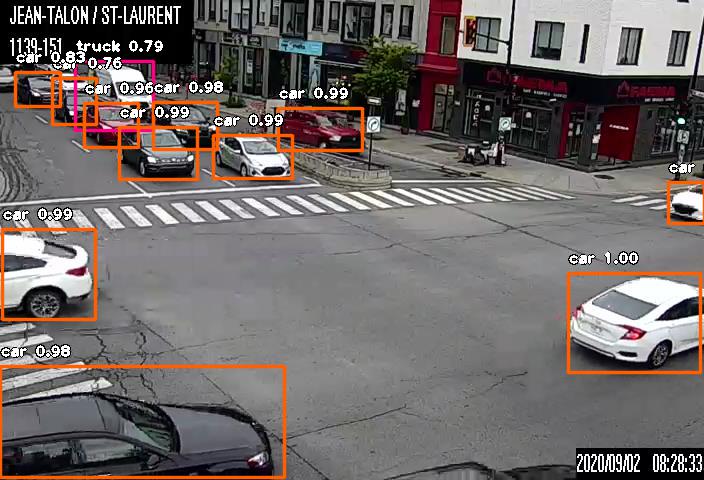 JEAN-TALON / ST-LAURENT
1139-151
truck 0.79
car 0.83
car 0.76
car 0.96
car 0.98
car 0.99
car 0.99
car 0.99
FAEMA
FAEMA
car
car 0.99
car 1.00
car 0.98
2020/09/02 08:28:33